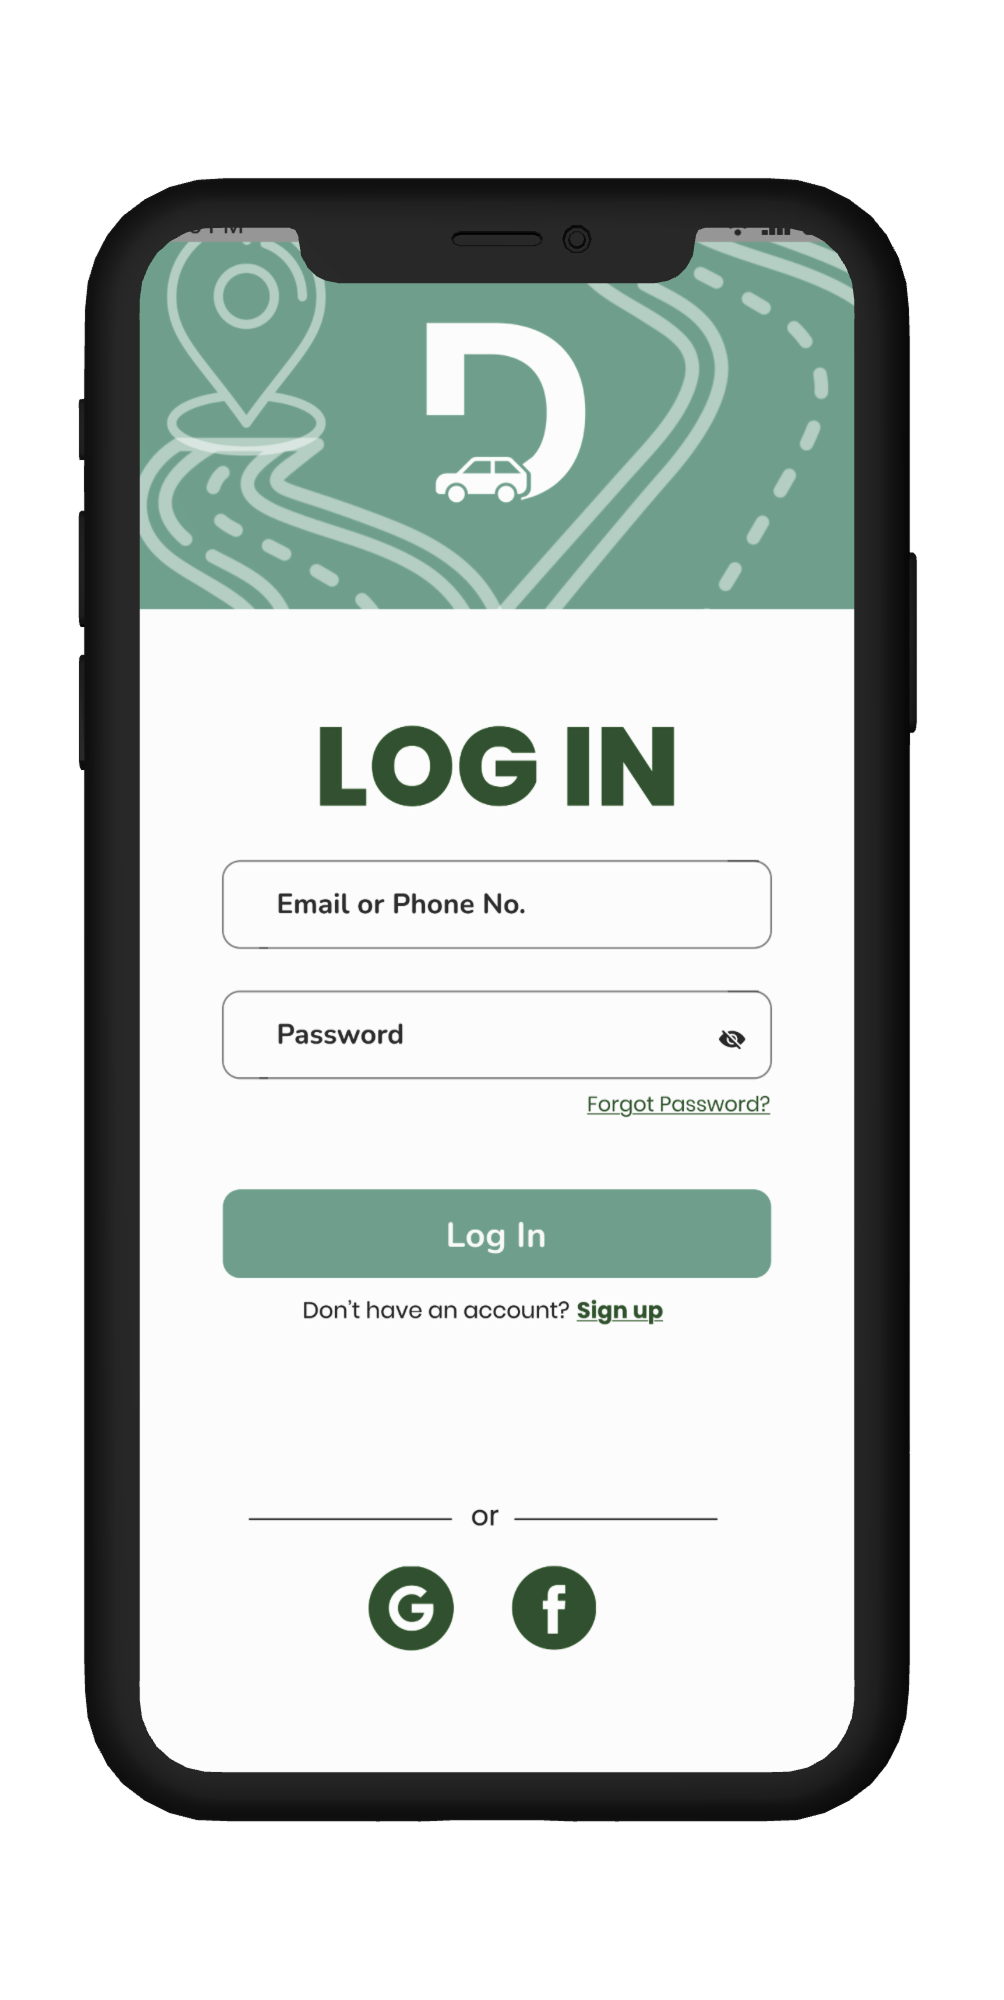 D
LOG IN
Email or Phone No.
Password
Forgot Password?
Log In
Don't have an account? Sign up
or
G f